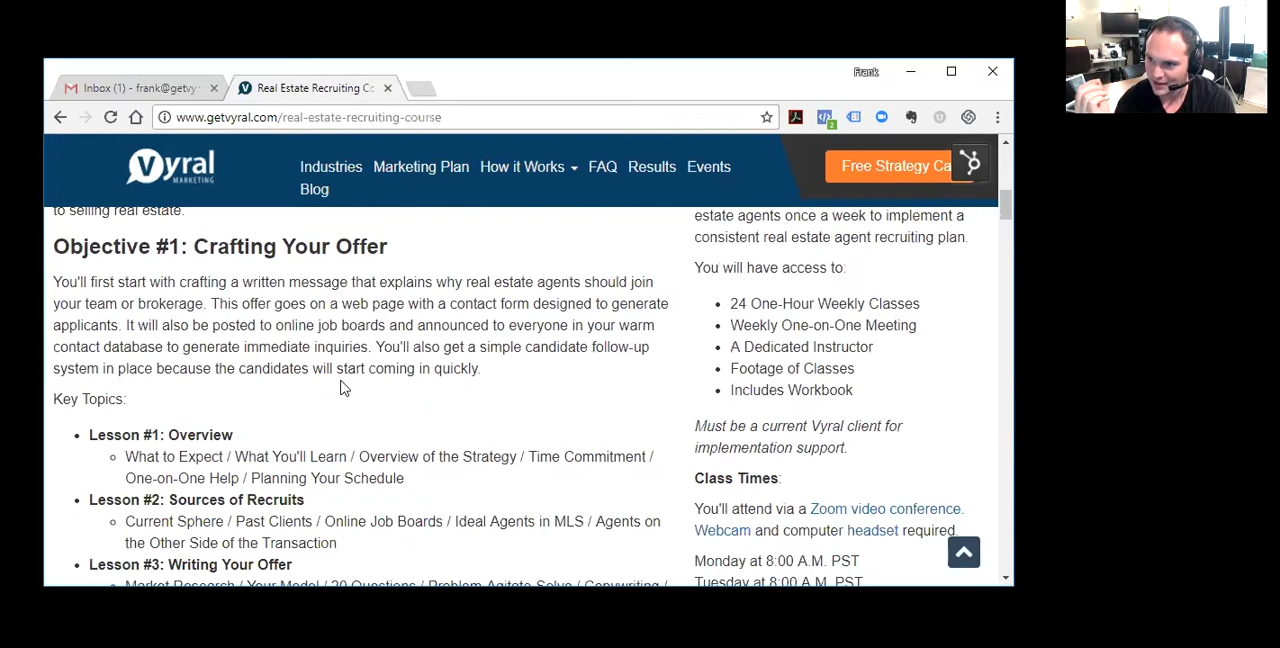 Frank
Inbox (1) - frank@getvy
Real Estate Recruiting Co
www.getvyral.com/real-estate-recruiting-course
2
Vyral
MARKETING
Industries Marketing Plan How it Works FAQ Results Events
Blog
Free Strategy Ca
to selling real estate.
Objective #1: Crafting Your Offer
You'll first start with crafting a written message that explains why real estate agents should join
your team or brokerage. This offer goes on a web page with a contact form designed to generate
applicants. It will also be posted to online job boards and announced to everyone in your warm
contact database to generate immediate inquiries. You'll also get a simple candidate follow-up
system in place because the candidates will start coming in quickly.
Key Topics:
• Lesson #1: Overview
What to Expect / What You'll Learn / Overview of the Strategy / Time Commitment /
One-on-One Help / Planning Your Schedule
• Lesson #2: Sources of Recruits
Current Sphere / Past Clients / Online Job Boards / Ideal Agents in MLS / Agents on
the Other Side of the Transaction
• Lesson #3: Writing Your Offer
Market Research / Your Model / 20 Questions / Problem-Agitate-Solve / Copywriting /
estate agents once a week to implement a
consistent real estate agent recruiting plan.
You will have access to:
• 24 One-Hour Weekly Classes
• Weekly One-on-One Meeting
• A Dedicated Instructor
• Footage of Classes
• Includes Workbook
Must be a current Vyral client for
implementation support.
Class Times:
You'll attend via a Zoom video conference.
Webcam and computer headset required.
Monday at 8:00 A.M. PST
Tuesday at 8:00 A.M. PST